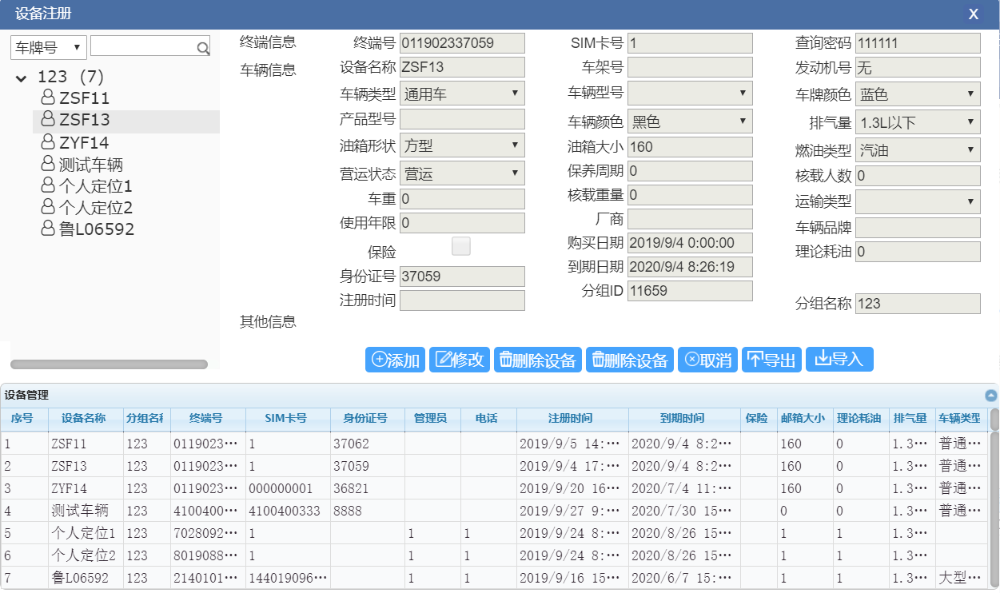 设备注册 X
车牌号
123 (7)
ZSF11
ZSF13
ZYF14
测试车辆
个人定位1
个人定位2
鲁L06592
终端信息 终端号 011902337059 SIM卡号 1 查询密码 111111
车辆信息 设备名称 ZSF13 车架号 发动机号 无
车辆类型 通用车 车辆型号 车牌颜色 蓝色
产品型号 车辆颜色 黑色 排气量 1.3L以下
油箱形状 方型 油箱大小 160 燃油类型 汽油
营运状态 营运 保养周期 0 核载人数 0
车重 0 核载重量 0 运输类型
使用年限 0 厂商 车辆品牌
保险 购买日期 2019/9/4 0:00:00 理论耗油 0
身份证号 37059 到期日期 2020/9/4 8:26:19
注册时间 分组ID 11659 分组名称 123
其他信息
添加 修改 删除设备 删除设备 取消 导出 导入
设备管理
序号 设备名称 分组名称 终端号 SIM卡号 身份证号 管理员 电话 注册时间 到期时间 保险 邮箱大小 理论耗油 排气量 车辆类型
1 ZSF11 123 0119023··· 1 37062 2019/9/5 14:··· 2020/9/4 8:2··· 160 0 1.3··· 普通···
2 ZSF13 123 0119023··· 1 37059 2019/9/4 17:··· 2020/9/4 8:2··· 160 0 1.3··· 普通···
3 ZYF14 123 0119023··· 000000001 36821 2019/9/20 16··· 2020/7/4 11:··· 160 0 1.3··· 普通···
4 测试车辆 123 4100400··· 4100400333 8888 2019/9/27 9:··· 2020/7/30 15··· 0 0 1.3··· 普通···
5 个人定位1 123 7028092··· 1 1 1 2019/9/24 8:··· 2020/8/26 15··· 1 1 1.3···
6 个人定位2 123 8019088··· 1 1 1 2019/9/24 8:··· 2020/8/26 15··· 1 1 1.3···
7 鲁L06592 123 2140101··· 144019096··· 1 1 2019/9/16 15··· 2020/6/7 15:··· 1 1 1.3··· 大型···